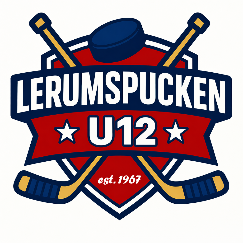 LERUMSPUCKEN
U12
est. 1967